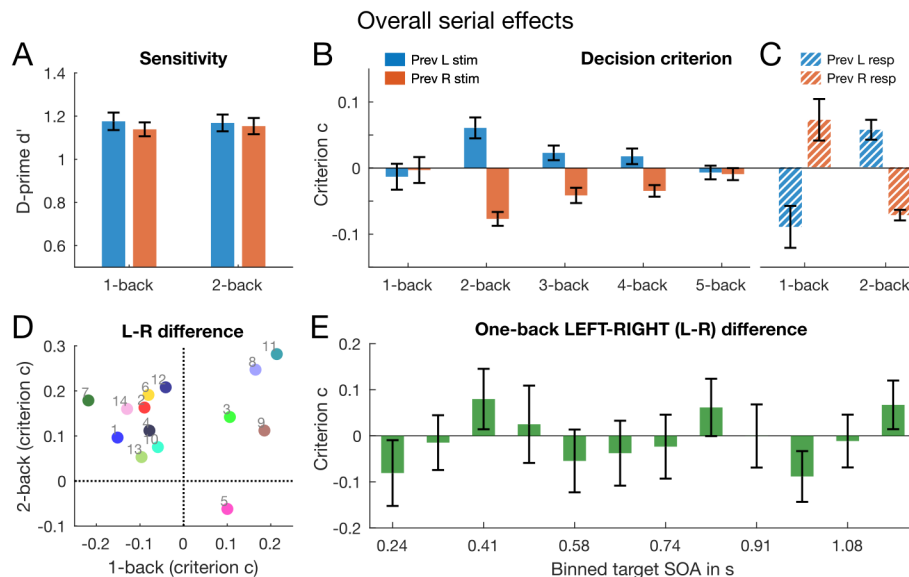 Overall serial effects
A
Sensitivity
D-prime d'
1.4
1.2
1
0.8
0.6
1-back
2-back
B
Prev L stim
Prev R stim
Decision criterion
Criterion c
0.1
0
-0.1
1-back
2-back
3-back
4-back
5-back
C
Prev L resp
Prev R resp
1-back
2-back
D
L-R difference
2-back (criterion c)
0.3
0.2
0.1
0
-0.1
11
8
12
6
7
2
14
3
4
9
1
10
13
5
-0.2
-0.1
0
0.1
0.2
1-back (criterion c)
E
One-back LEFT-RIGHT (L-R) difference
Criterion c
0.2
0.1
0
-0.1
-0.2
0.24
0.41
0.58
0.74
0.91
1.08
Binned target SOA in s